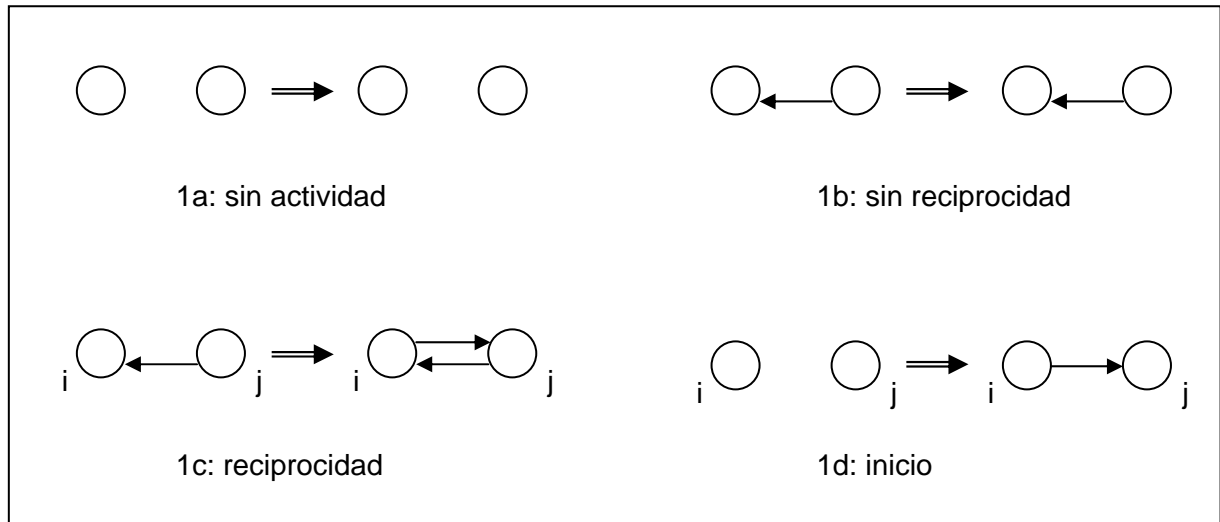 1a: sin actividad
1b: sin reciprocidad
i j i j
i j i j
1c: reciprocidad
1d: inicio